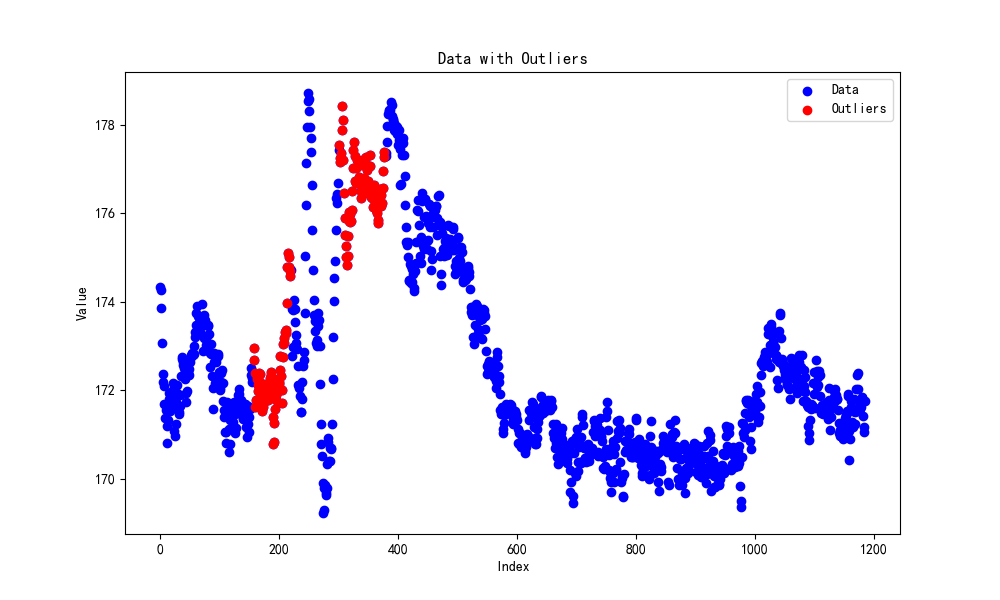 Data with Outliers
Data
Outliers
178
176
174
172
170
Value
0 200 400 600 800 1000 1200
Index